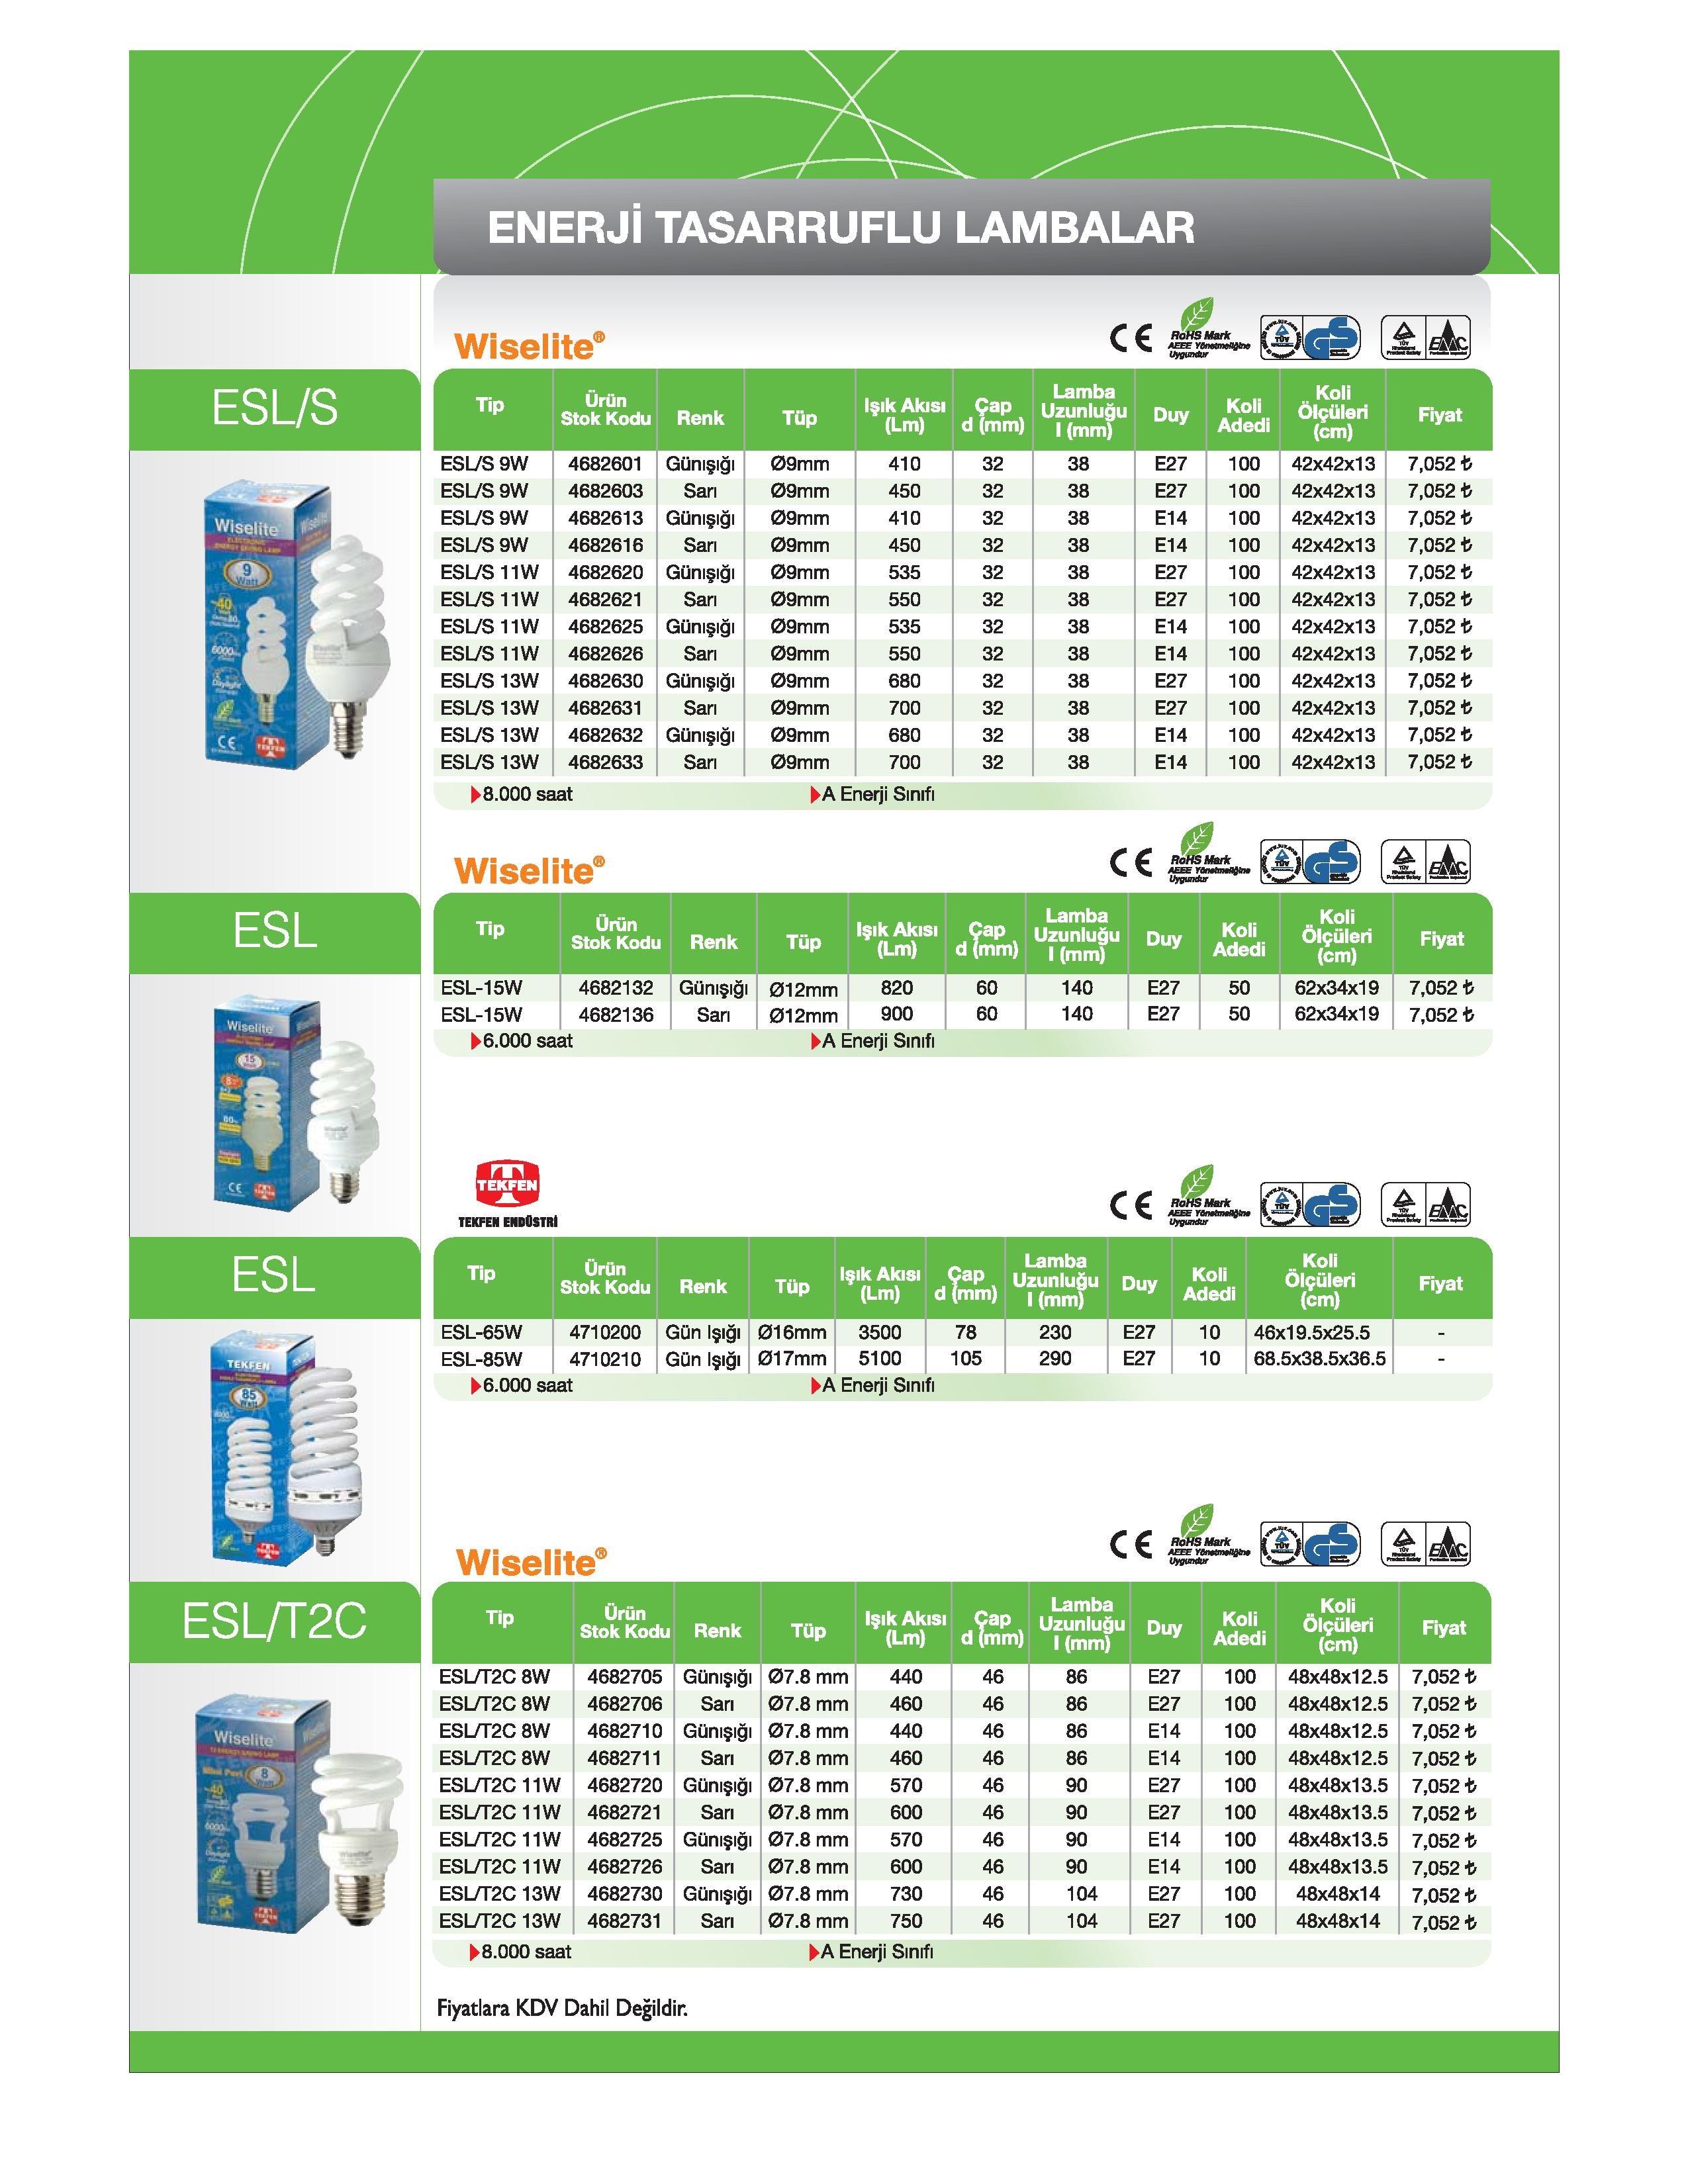 ENERJİ TASARRUFLU LAMBALAR
Wiselite®
CE RoHS Mark AEEE Yönetmeliğine Uygundur
ESL/S
Tip Ürün Stok Kodu Renk Tüp Işık Akısı (Lm) Çap d (mm) Lamba Uzunluğu l (mm) Duy Koli Adedi Koli Ölçüleri (cm) Fiyat
ESL/S 9W 4682601 Günışığı Ø9mm 410 32 38 E27 100 42x42x13 7,052 ₺
ESL/S 9W 4682603 Sarı Ø9mm 450 32 38 E27 100 42x42x13 7,052 ₺
ESL/S 9W 4682613 Günışığı Ø9mm 410 32 38 E14 100 42x42x13 7,052 ₺
ESL/S 9W 4682616 Sarı Ø9mm 450 32 38 E14 100 42x42x13 7,052 ₺
ESL/S 11W 4682620 Günışığı Ø9mm 535 32 38 E27 100 42x42x13 7,052 ₺
ESL/S 11W 4682621 Sarı Ø9mm 550 32 38 E27 100 42x42x13 7,052 ₺
ESL/S 11W 4682625 Günışığı Ø9mm 535 32 38 E14 100 42x42x13 7,052 ₺
ESL/S 11W 4682626 Sarı Ø9mm 550 32 38 E14 100 42x42x13 7,052 ₺
ESL/S 13W 4682630 Günışığı Ø9mm 680 32 38 E27 100 42x42x13 7,052 ₺
ESL/S 13W 4682631 Sarı Ø9mm 700 32 38 E27 100 42x42x13 7,052 ₺
ESL/S 13W 4682632 Günışığı Ø9mm 680 32 38 E14 100 42x42x13 7,052 ₺
ESL/S 13W 4682633 Sarı Ø9mm 700 32 38 E14 100 42x42x13 7,052 ₺
8.000 saat A Enerji Sınıfı
Wiselite®
CE RoHS Mark AEEE Yönetmeliğine Uygundur
ESL
Tip Ürün Stok Kodu Renk Tüp Işık Akısı (Lm) Çap d (mm) Lamba Uzunluğu l (mm) Duy Koli Adedi Koli Ölçüleri (cm) Fiyat
ESL-15W 4682132 Günışığı Ø12mm 820 60 140 E27 50 62x34x19 7,052 ₺
ESL-15W 4682136 Sarı Ø12mm 900 60 140 E27 50 62x34x19 7,052 ₺
6.000 saat A Enerji Sınıfı
TEKFEN
TEKFEN ENDÜSTRİ
CE RoHS Mark AEEE Yönetmeliğine Uygundur
ESL
Tip Ürün Stok Kodu Renk Tüp Işık Akısı (Lm) Çap d (mm) Lamba Uzunluğu l (mm) Duy Koli Adedi Koli Ölçüleri (cm) Fiyat
ESL-65W 4710200 Gün Işığı Ø16mm 3500 78 230 E27 10 46x19.5x25.5 -
ESL-85W 4710210 Gün Işığı Ø17mm 5100 105 290 E27 10 68.5x38.5x36.5 -
6.000 saat A Enerji Sınıfı
Wiselite®
CE RoHS Mark AEEE Yönetmeliğine Uygundur
ESL/T2C
Tip Ürün Stok Kodu Renk Tüp Işık Akısı (Lm) Çap d (mm) Lamba Uzunluğu l (mm) Duy Koli Adedi Koli Ölçüleri (cm) Fiyat
ESL/T2C 8W 4682705 Günışığı Ø7.8 mm 440 46 86 E27 100 48x48x12.5 7,052 ₺
ESL/T2C 8W 4682706 Sarı Ø7.8 mm 460 46 86 E27 100 48x48x12.5 7,052 ₺
ESL/T2C 8W 4682710 Günışığı Ø7.8 mm 440 46 86 E14 100 48x48x12.5 7,052 ₺
ESL/T2C 8W 4682711 Sarı Ø7.8 mm 460 46 86 E14 100 48x48x12.5 7,052 ₺
ESL/T2C 11W 4682720 Günışığı Ø7.8 mm 570 46 90 E27 100 48x48x13.5 7,052 ₺
ESL/T2C 11W 4682721 Sarı Ø7.8 mm 600 46 90 E27 100 48x48x13.5 7,052 ₺
ESL/T2C 11W 4682725 Günışığı Ø7.8 mm 570 46 90 E14 100 48x48x13.5 7,052 ₺
ESL/T2C 11W 4682726 Sarı Ø7.8 mm 600 46 90 E14 100 48x48x13.5 7,052 ₺
ESL/T2C 13W 4682730 Günışığı Ø7.8 mm 730 46 104 E27 100 48x48x14 7,052 ₺
ESL/T2C 13W 4682731 Sarı Ø7.8 mm 750 46 104 E27 100 48x48x14 7,052 ₺
8.000 saat A Enerji Sınıfı
Fiyatlara KDV Dahil Değildir.